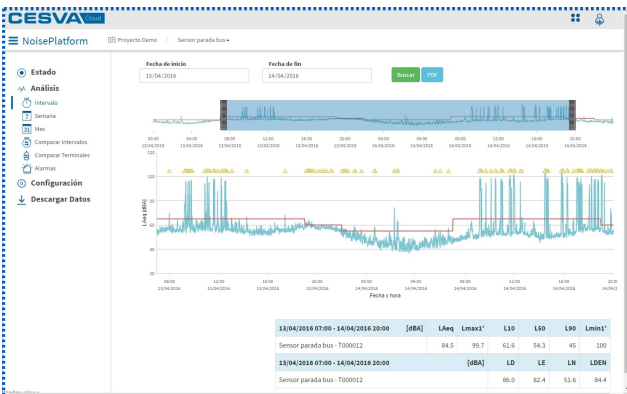 CESVA Cloud
NoisePlatform
Proyecto Demo / Sensor parada bus
Estado
Análisis
Intervalo
7 Semana
31 Mes
Comparar Intervalos
Comparar Terminales
Alarmas
Configuración
Descargar Datos
Fecha de inicio Fecha de fin
13/04/2016 14/04/2016 Buscar PDF
00:00 04:00 08:00 12:00 16:00 20:00 00:00 04:00 08:00 12:00 16:00 20:00
13/04/2016 13/04/2016 13/04/2016 13/04/2016 13/04/2016 13/04/2016 14/04/2016 14/04/2016 14/04/2016 14/04/2016 14/04/2016 14/04/2016
120
100
80
LAeq [dBA]
60
40
20
08:00 12:00 16:00 20:00 00:00 04:00 08:00 12:00 16:00 20:0
13/04/2016 13/04/2016 13/04/2016 13/04/2016 14/04/2016 14/04/2016 14/04/2016 14/04/2016 14/04/2016 14/04/2
Fecha y hora
13/04/2016 07:00 - 14/04/2016 20:00 [dBA] LAeq Lmax1' L10 L50 L90 Lmin1'
Sensor parada bus - T000012 84.5 99.7 61.6 54.3 45 100
13/04/2016 07:00 - 14/04/2016 20:00 [dBA] LD LE LN LDEN
Sensor parada bus - T000012 86.0 82.4 51.6 84.4